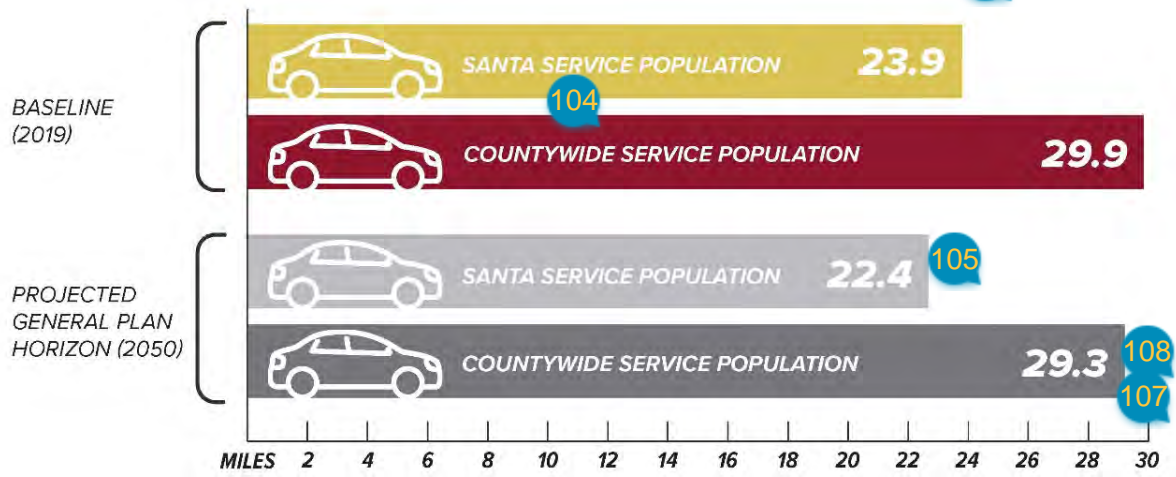 BASELINE
(2019)
SANTA SERVICE POPULATION 23.9
104
COUNTYWIDE SERVICE POPULATION 29.9
PROJECTED
GENERAL PLAN
HORIZON (2050)
SANTA SERVICE POPULATION 22.4
105
COUNTYWIDE SERVICE POPULATION 29.3
108
107
MILES 2 4 6 8 10 12 14 16 18 20 22 24 26 28 30